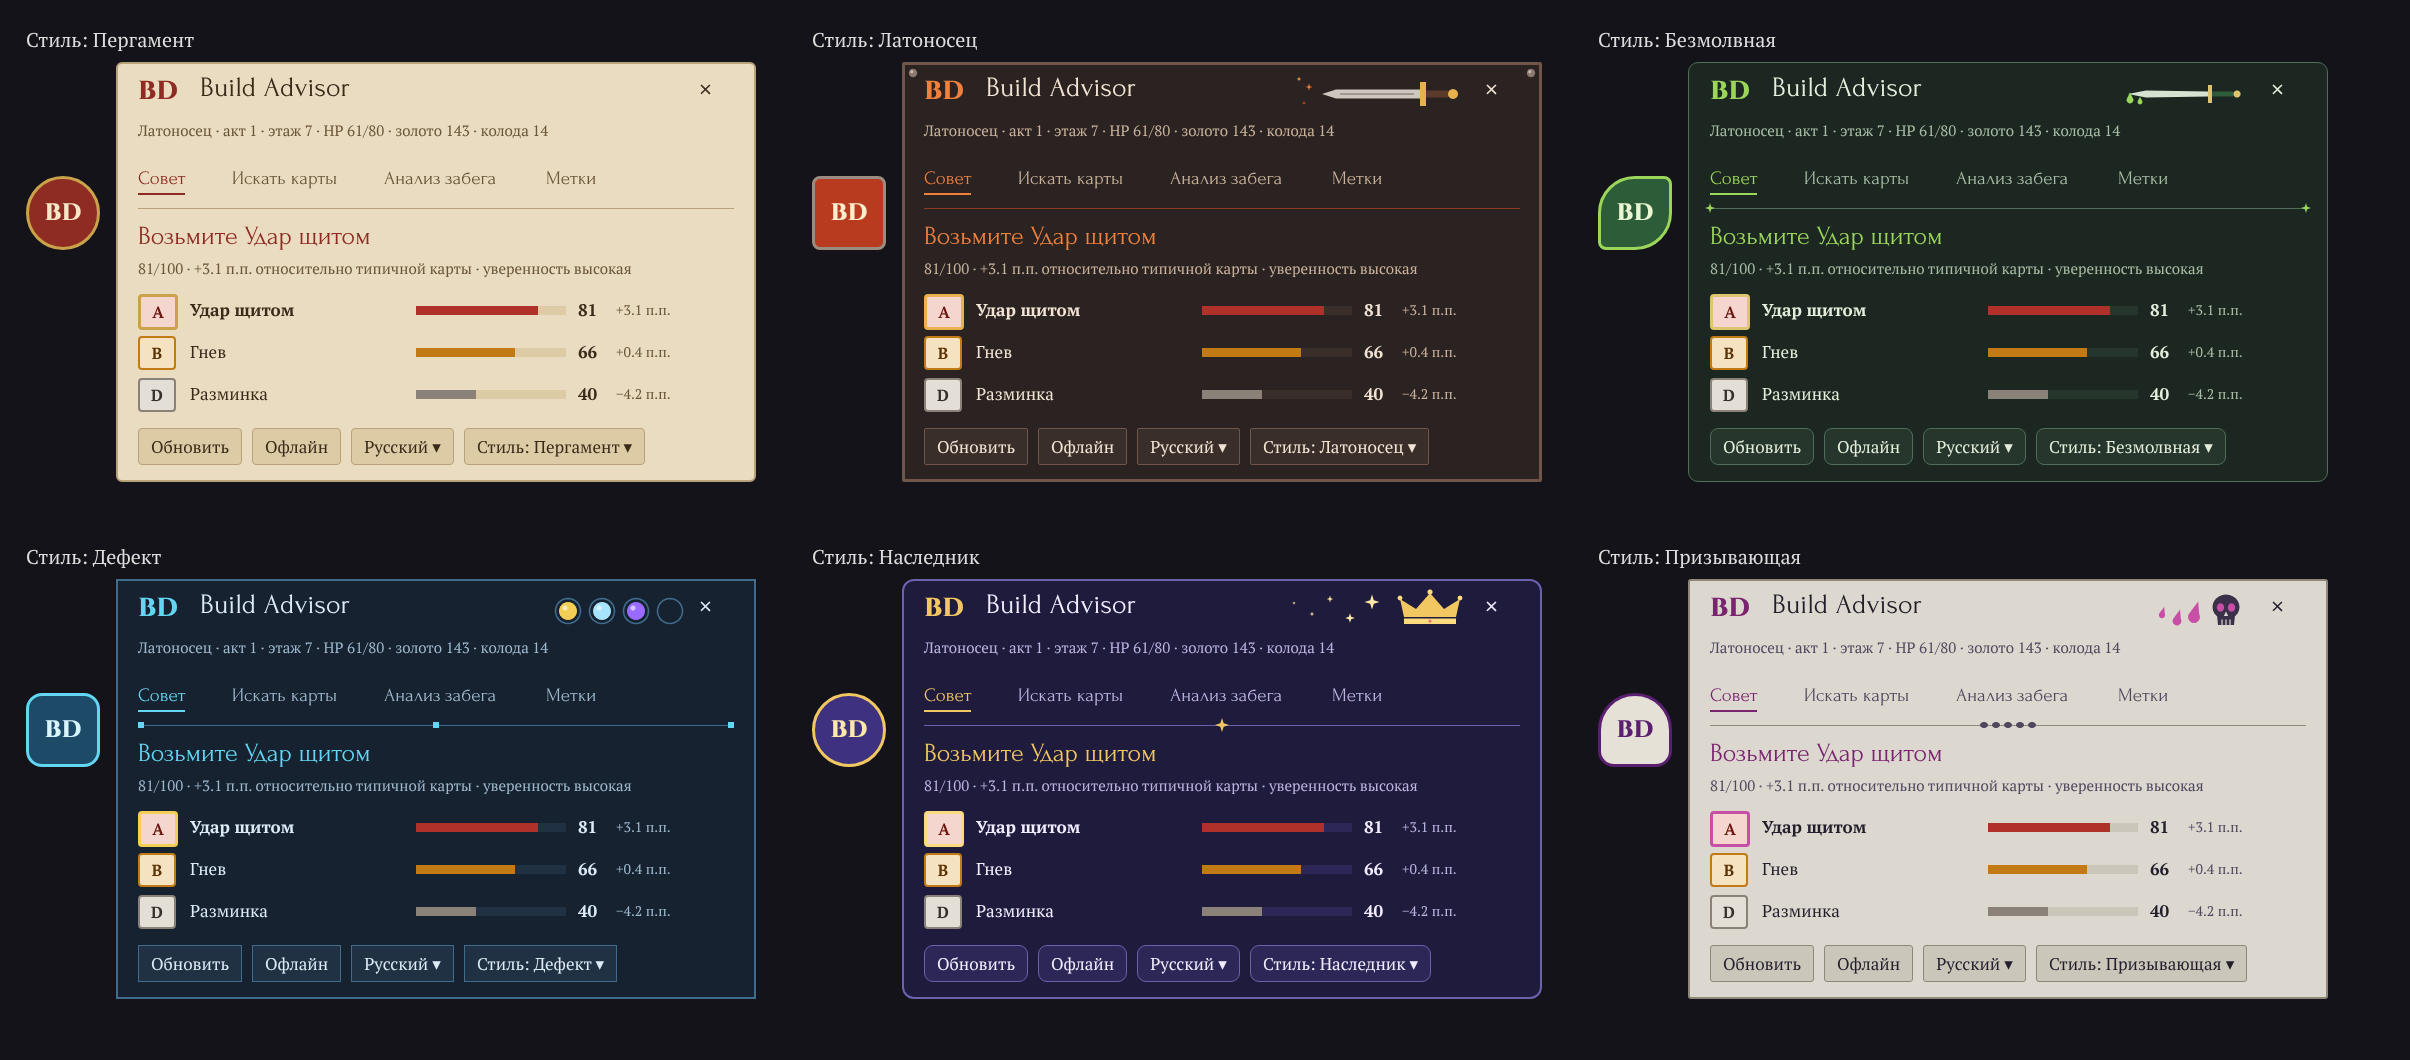 Стиль: Пергамент
BD Build Advisor ×
Латоносец · акт 1 · этаж 7 · HP 61/80 · золото 143 · колода 14
Совет Искать карты Анализ забега Метки
BD
Возьмите Удар щитом
81/100 · +3.1 п.п. относительно типичной карты · уверенность высокая
A Удар щитом 81 +3.1 п.п.
B Гнев 66 +0.4 п.п.
D Разминка 40 −4.2 п.п.
Обновить Офлайн Русский ▾ Стиль: Пергамент ▾
Стиль: Латоносец
BD Build Advisor ×
Латоносец · акт 1 · этаж 7 · HP 61/80 · золото 143 · колода 14
Совет Искать карты Анализ забега Метки
BD
Возьмите Удар щитом
81/100 · +3.1 п.п. относительно типичной карты · уверенность высокая
A Удар щитом 81 +3.1 п.п.
B Гнев 66 +0.4 п.п.
D Разминка 40 −4.2 п.п.
Обновить Офлайн Русский ▾ Стиль: Латоносец ▾
Стиль: Безмолвная
BD Build Advisor ×
Латоносец · акт 1 · этаж 7 · HP 61/80 · золото 143 · колода 14
Совет Искать карты Анализ забега Метки
BD
Возьмите Удар щитом
81/100 · +3.1 п.п. относительно типичной карты · уверенность высокая
A Удар щитом 81 +3.1 п.п.
B Гнев 66 +0.4 п.п.
D Разминка 40 −4.2 п.п.
Обновить Офлайн Русский ▾ Стиль: Безмолвная ▾
Стиль: Дефект
BD Build Advisor ×
Латоносец · акт 1 · этаж 7 · HP 61/80 · золото 143 · колода 14
Совет Искать карты Анализ забега Метки
BD
Возьмите Удар щитом
81/100 · +3.1 п.п. относительно типичной карты · уверенность высокая
A Удар щитом 81 +3.1 п.п.
B Гнев 66 +0.4 п.п.
D Разминка 40 −4.2 п.п.
Обновить Офлайн Русский ▾ Стиль: Дефект ▾
Стиль: Наследник
BD Build Advisor ×
Латоносец · акт 1 · этаж 7 · HP 61/80 · золото 143 · колода 14
Совет Искать карты Анализ забега Метки
BD
Возьмите Удар щитом
81/100 · +3.1 п.п. относительно типичной карты · уверенность высокая
A Удар щитом 81 +3.1 п.п.
B Гнев 66 +0.4 п.п.
D Разминка 40 −4.2 п.п.
Обновить Офлайн Русский ▾ Стиль: Наследник ▾
Стиль: Призывающая
BD Build Advisor ×
Латоносец · акт 1 · этаж 7 · HP 61/80 · золото 143 · колода 14
Совет Искать карты Анализ забега Метки
BD
Возьмите Удар щитом
81/100 · +3.1 п.п. относительно типичной карты · уверенность высокая
A Удар щитом 81 +3.1 п.п.
B Гнев 66 +0.4 п.п.
D Разминка 40 −4.2 п.п.
Обновить Офлайн Русский ▾ Стиль: Призывающая ▾